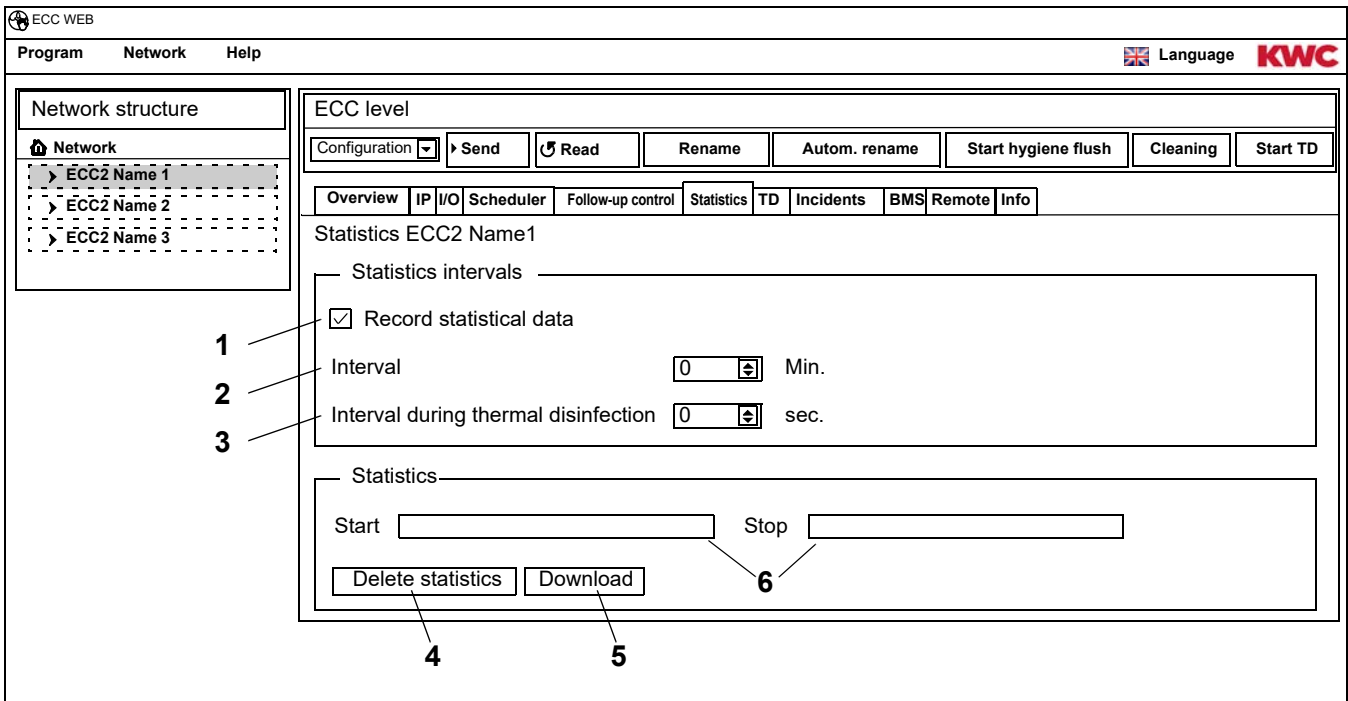 ECC WEB
Program Network Help Language KWC
Network structure
Network
ECC2 Name 1
ECC2 Name 2
ECC2 Name 3
ECC level
Configuration Send Read Rename Autom. rename Start hygiene flush Cleaning Start TD
Overview IP I/O Scheduler Follow-up control Statistics TD Incidents BMS Remote Info
Statistics ECC2 Name1
Statistics intervals
1 Record statistical data
2 Interval 0 Min.
3 Interval during thermal disinfection 0 sec.
Statistics
Start Stop
6
Delete statistics Download
4 5